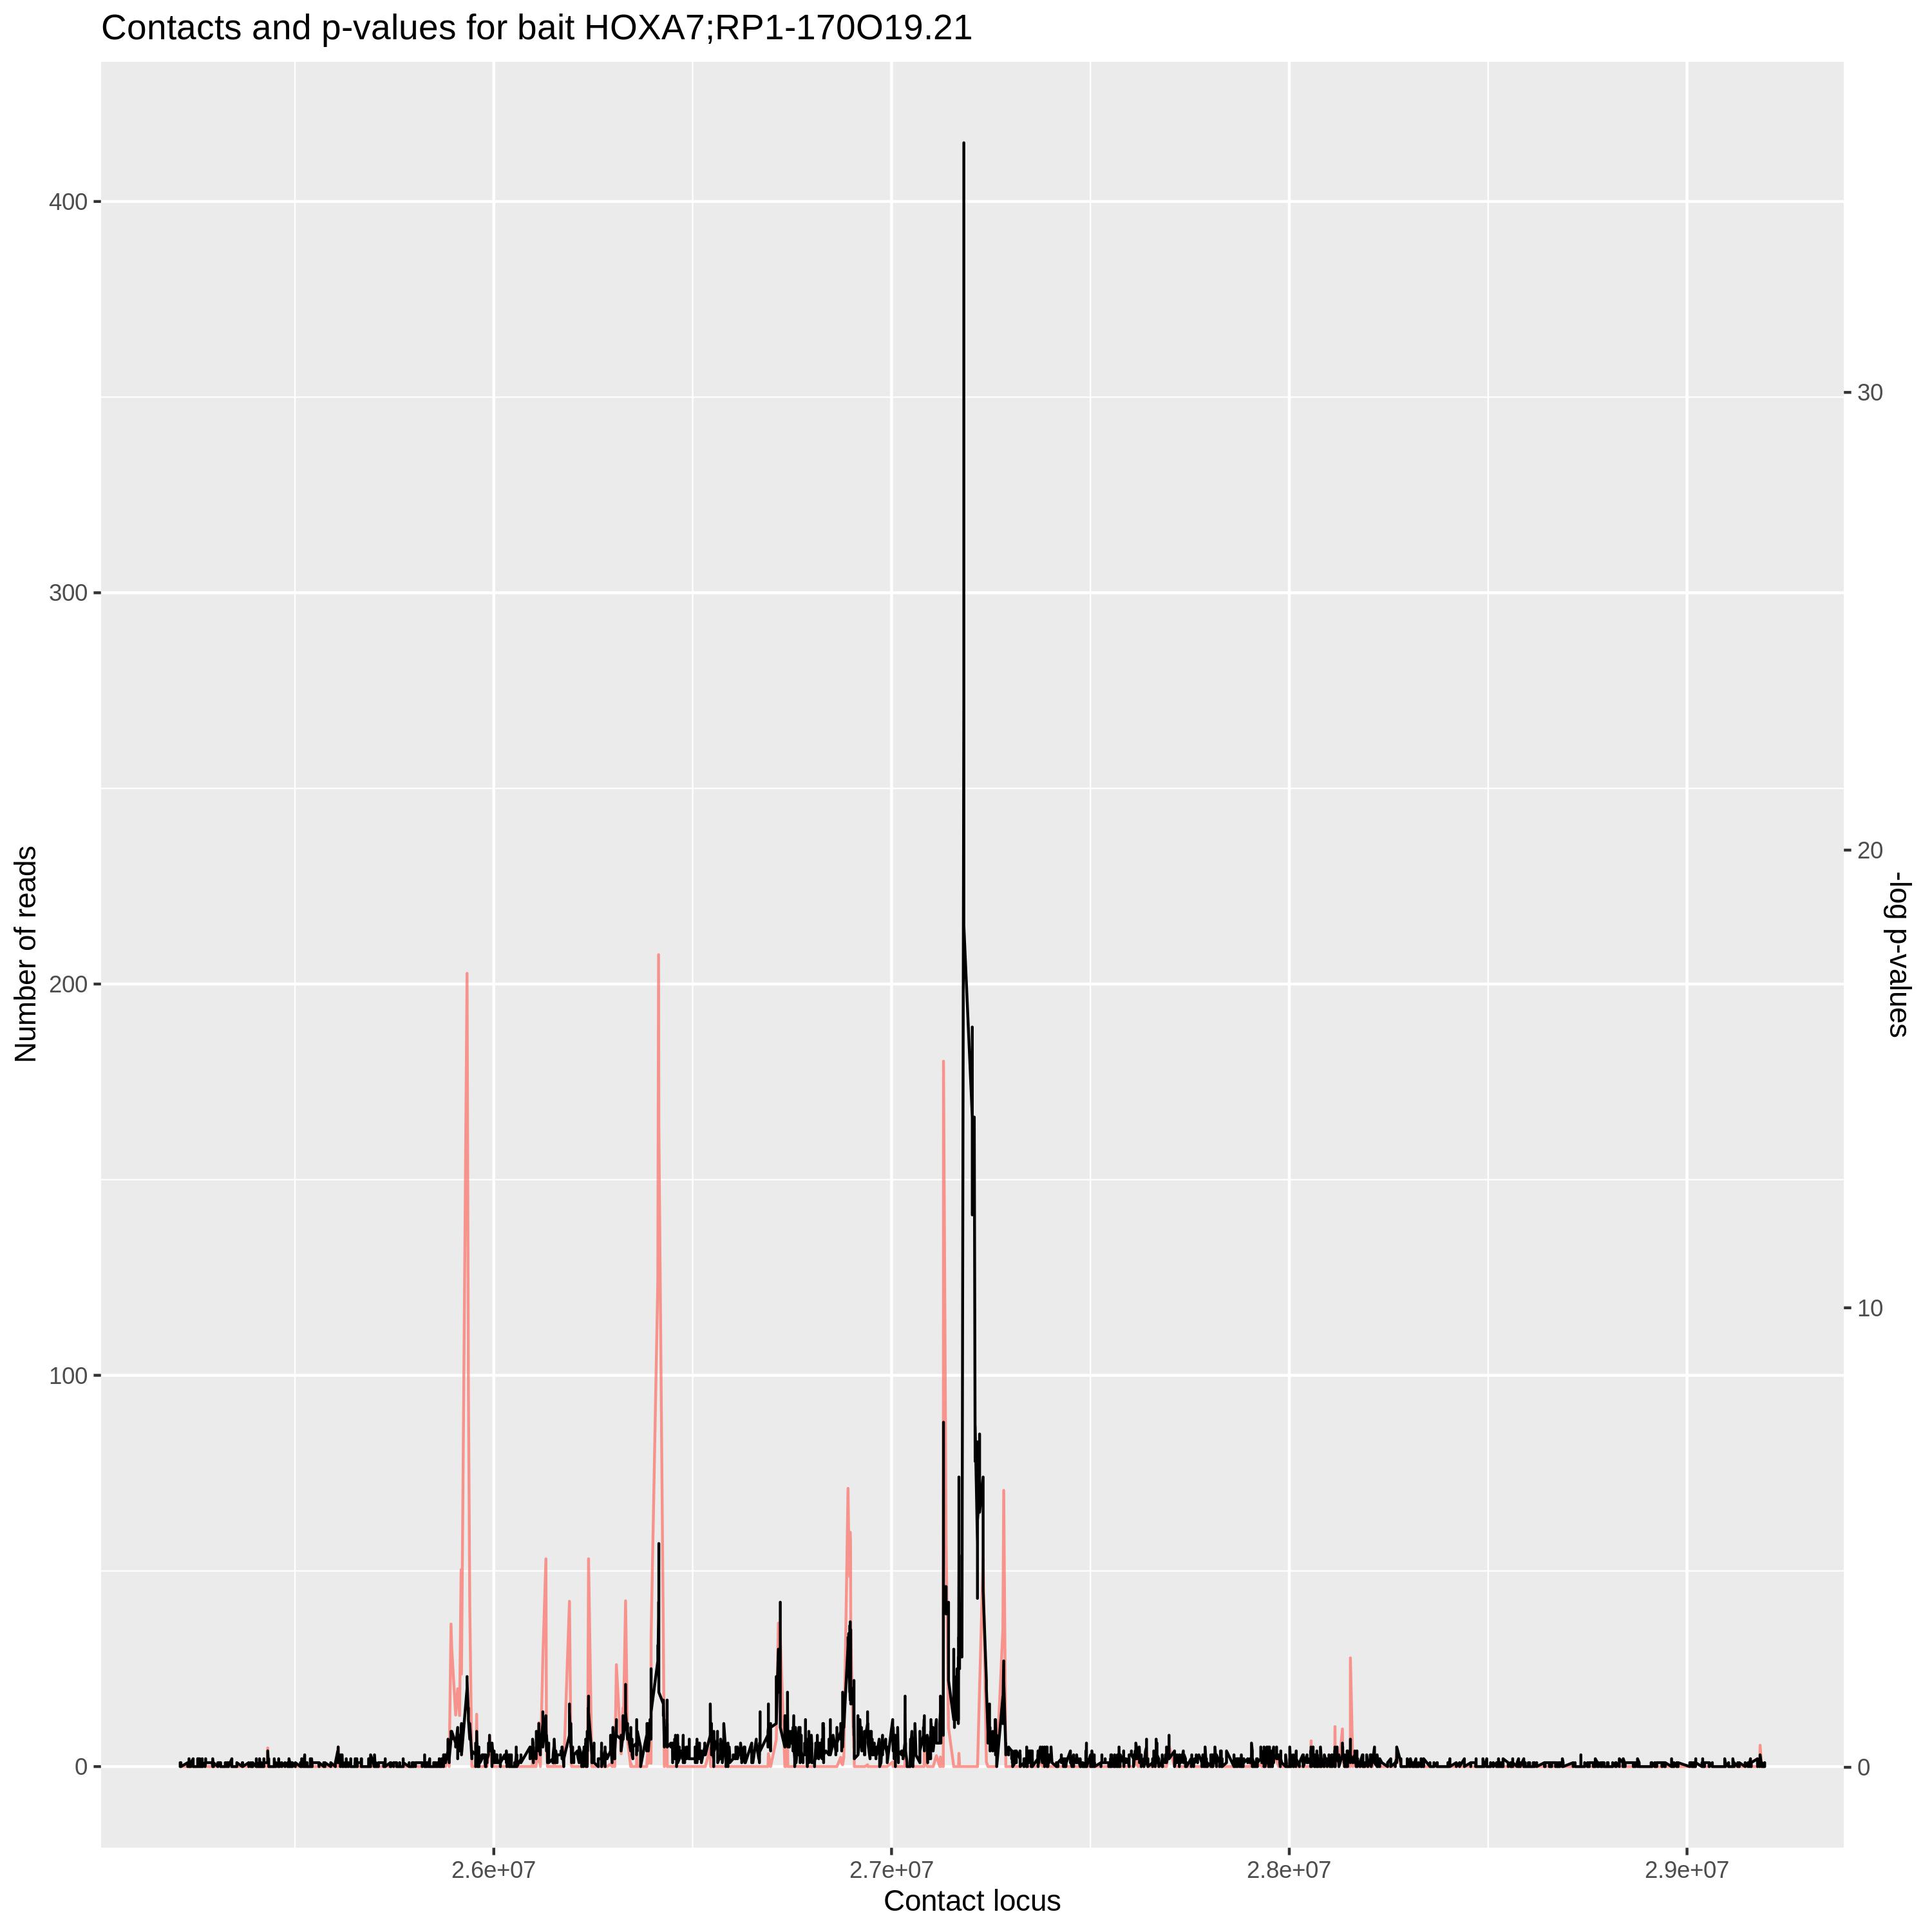 Contacts and p-values for bait HOXA7;RP1-170O19.21
Number of reads
400
300
200
100
0
30
20
10
0
-log p-values
2.6e+07 2.7e+07 2.8e+07 2.9e+07
Contact locus